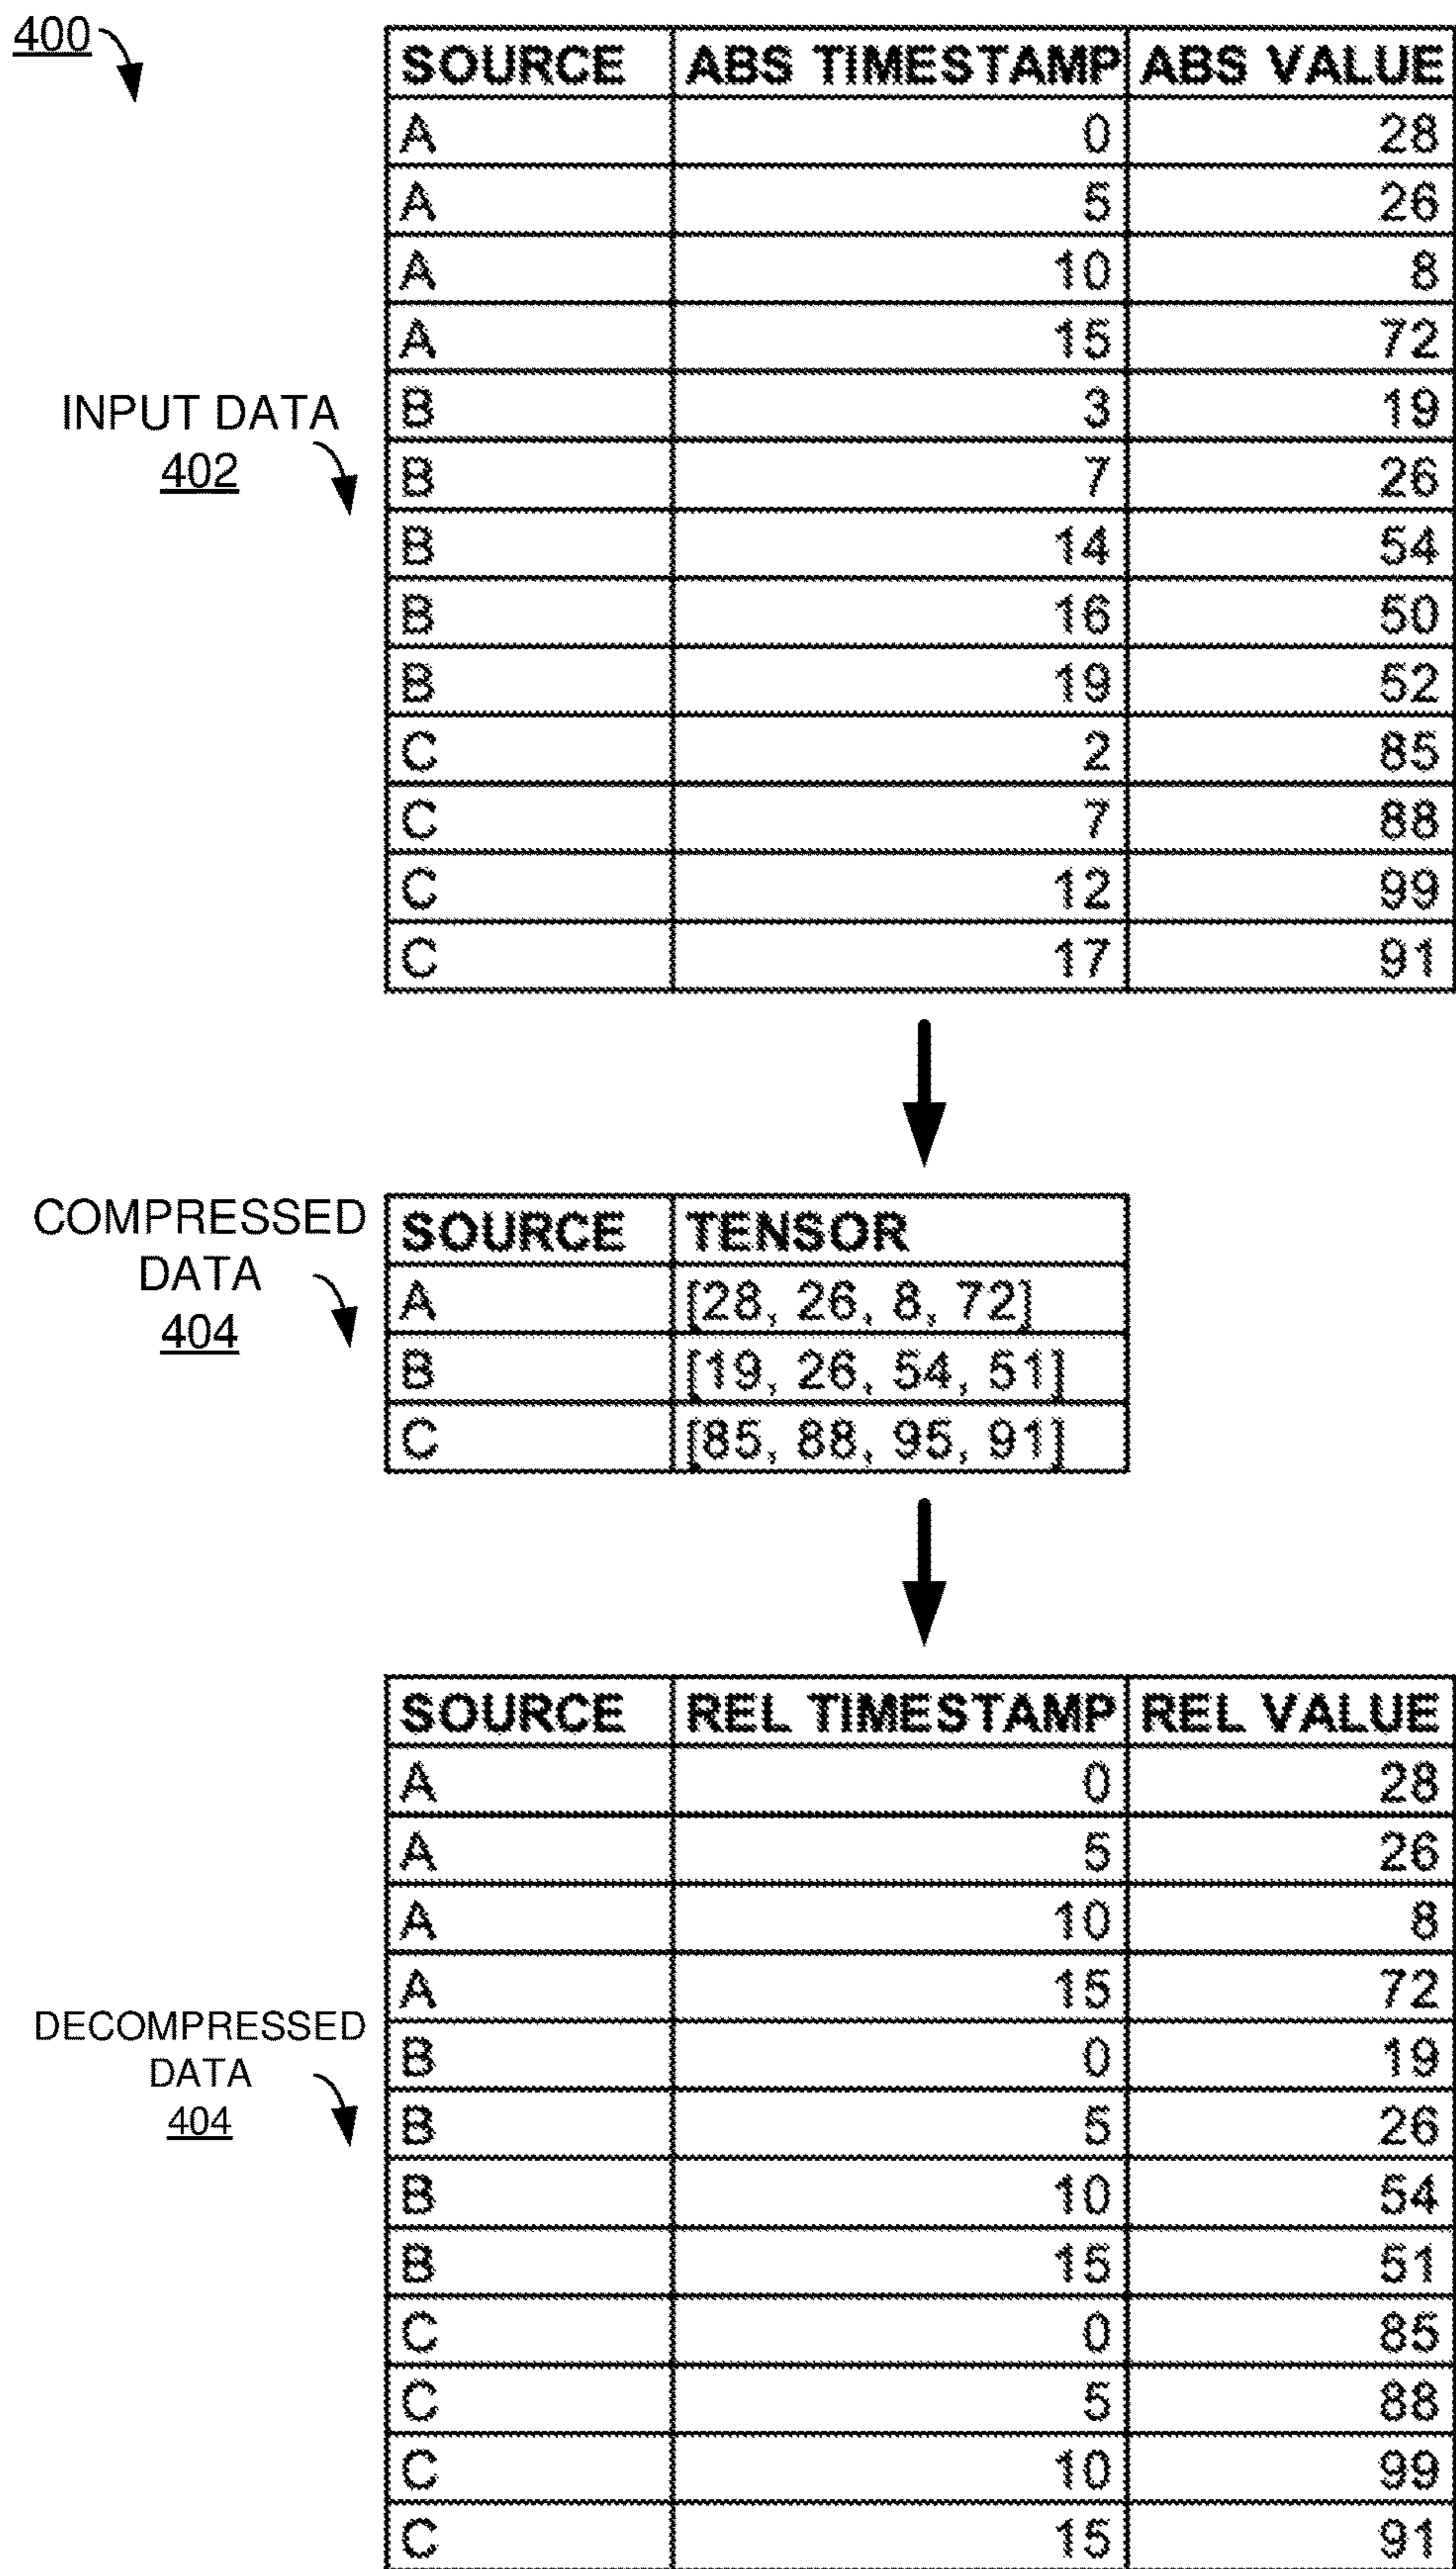 400
SOURCE ABS TIMESTAMP ABS VALUE
A 0 28
A 5 26
A 10 8
A 15 72
INPUT DATA
402
B 3 19
B 7 26
B 14 54
B 16 50
B 19 52
C 2 85
C 7 88
C 12 99
C 17 91
COMPRESSED
DATA
404
SOURCE TENSOR
A [28, 26, 8, 72]
B [19, 26, 54, 51]
C [85, 88, 95, 91]
SOURCE REL TIMESTAMP REL VALUE
A 0 28
A 5 26
A 10 8
A 15 72
DECOMPRESSED
DATA
404
B 0 19
B 5 26
B 10 54
B 15 51
C 0 85
C 5 88
C 10 99
C 15 91